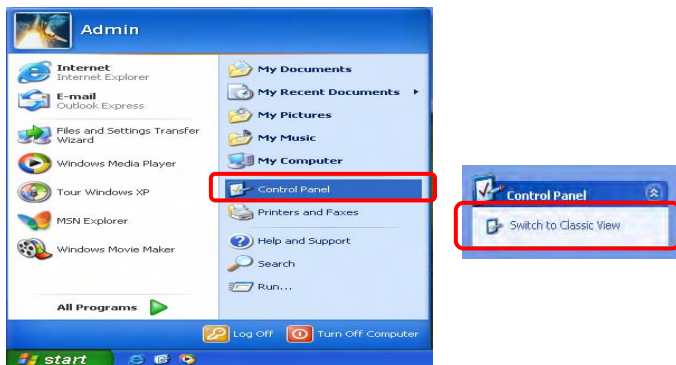 Admin
Internet
Internet Explorer
E-mail
Outlook Express
Files and Settings Transfer
Wizard
Windows Media Player
Tour Windows XP
MSN Explorer
Windows Movie Maker
All Programs
My Documents
My Recent Documents
My Pictures
My Music
My Computer
Control Panel
Printers and Faxes
Help and Support
Search
Run...
Log Off
Turn Off Computer
start
Control Panel
Switch to Classic View